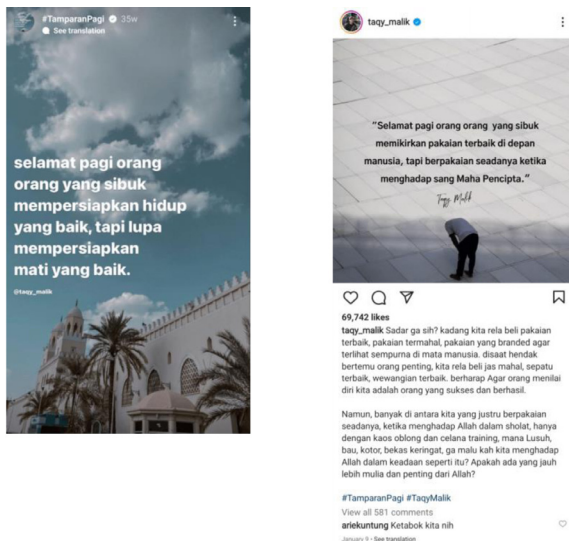 #TamparanPagi 35w
See translation
selamat pagi orang
orang yang sibuk
mempersiapkan hidup
yang baik, tapi lupa
mempersiapkan
mati yang baik.
@taqy_malik
taqy_malik
"Selamat pagi orang orang yang sibuk
memikirkan pakaian terbaik di depan
manusia, tapi berpakaian seadanya ketika
menghadap sang Maha Pencipta."
Taqy Malik
69,742 likes
taqy_malik Sadar ga sih? kadang kita rela beli pakaian
terbaik, pakaian termahal, pakaian yang branded agar
terlihat sempurna di mata manusia. disaat hendak
bertemu orang penting, kita rela beli jas mahal, sepatu
terbaik, wewangian terbaik. berharap Agar orang menilai
diri kita adalah orang yang sukses dan berhasil.
Namun, banyak di antara kita yang justru berpakaian
seadanya, ketika menghadap Allah dalam sholat, hanya
dengan kaos oblong dan celana training, mana Lusuh,
bau, kotor, bekas keringat, ga malu kah kita menghadap
Allah dalam keadaan seperti itu? Apakah ada yang jauh
lebih mulia dan penting dari Allah?
#TamparanPagi #TaqyMalik
View all 581 comments
ariekuntung Ketabok kita nih
January 9 • See translation